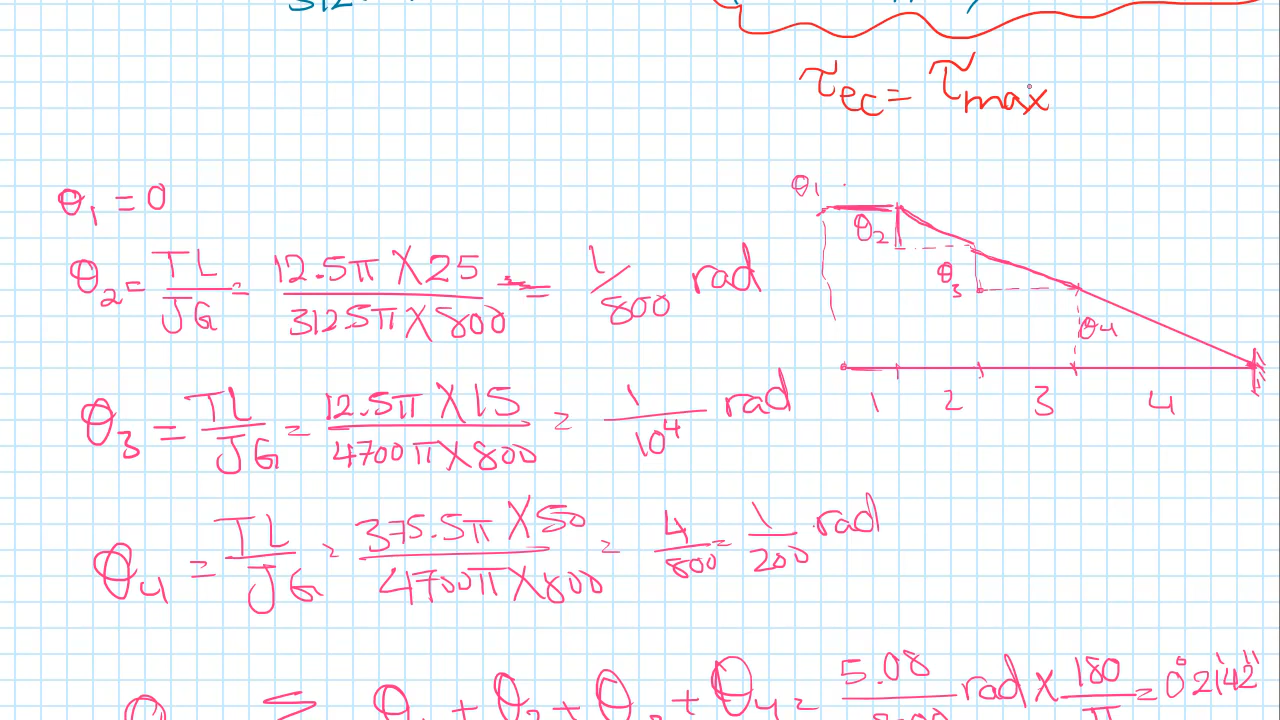 312
τec = τmax
θ1
θ1 = 0
θ2
θ2 = TL/JG = 12.5π X 25 / 3125π X 800 = 1/800 rad
θ3
θ4
1 2 3 4
θ3 = TL/JG = 12.5π X 15 / 4700π X 800 = 1/10⁴ rad
θ4 = TL/JG = 375.5π X 50 / 4700π X 800 = 4/800 = 1/200 rad
θ1 + θ2 + θ3 + θ4 = 5.08 rad X 180/π = 0° 21' 42''